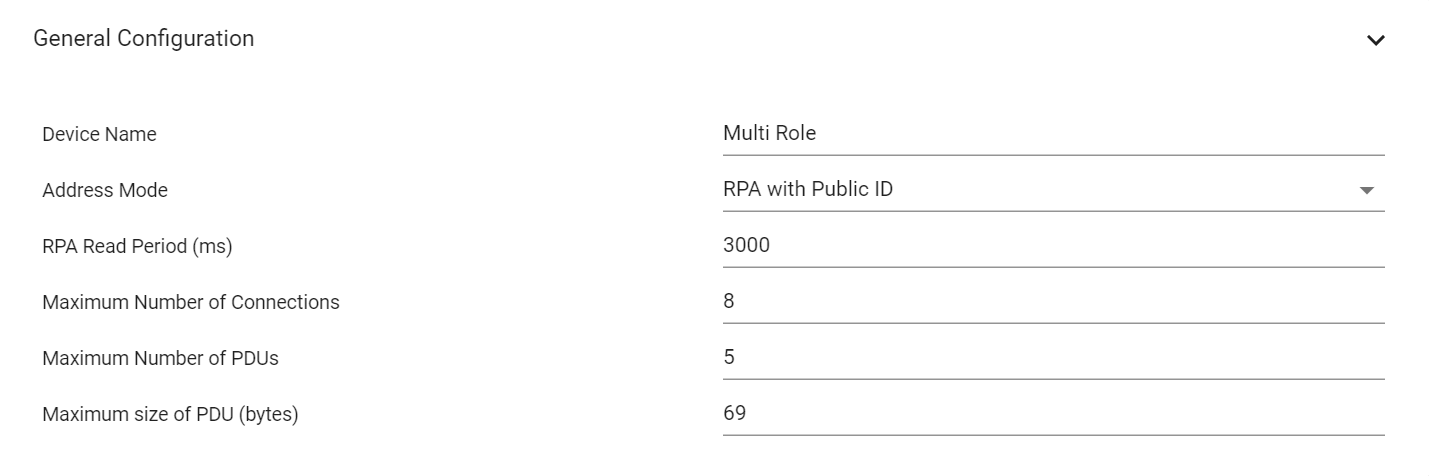 General Configuration
Device Name
Multi Role
Address Mode
RPA with Public ID
RPA Read Period (ms)
3000
Maximum Number of Connections
8
Maximum Number of PDUs
5
Maximum size of PDU (bytes)
69